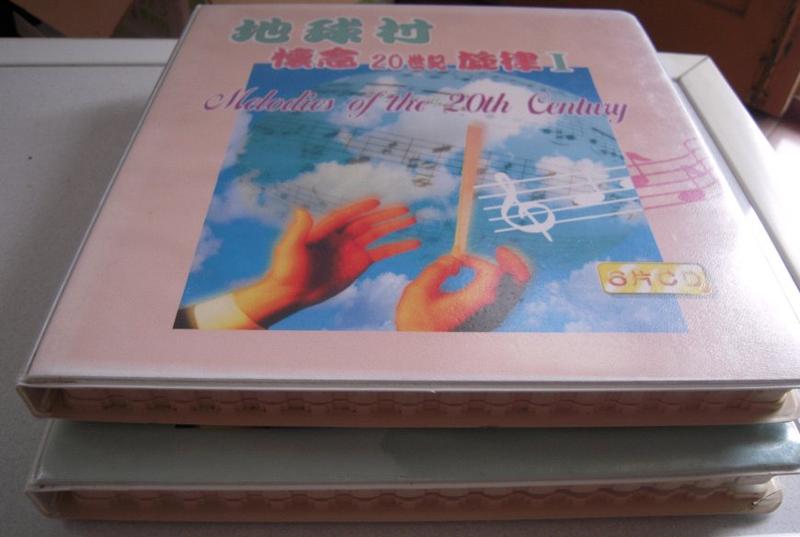 地球村
懷念 20世紀 旋律 I
Melodies of the 20th Century
6片CD